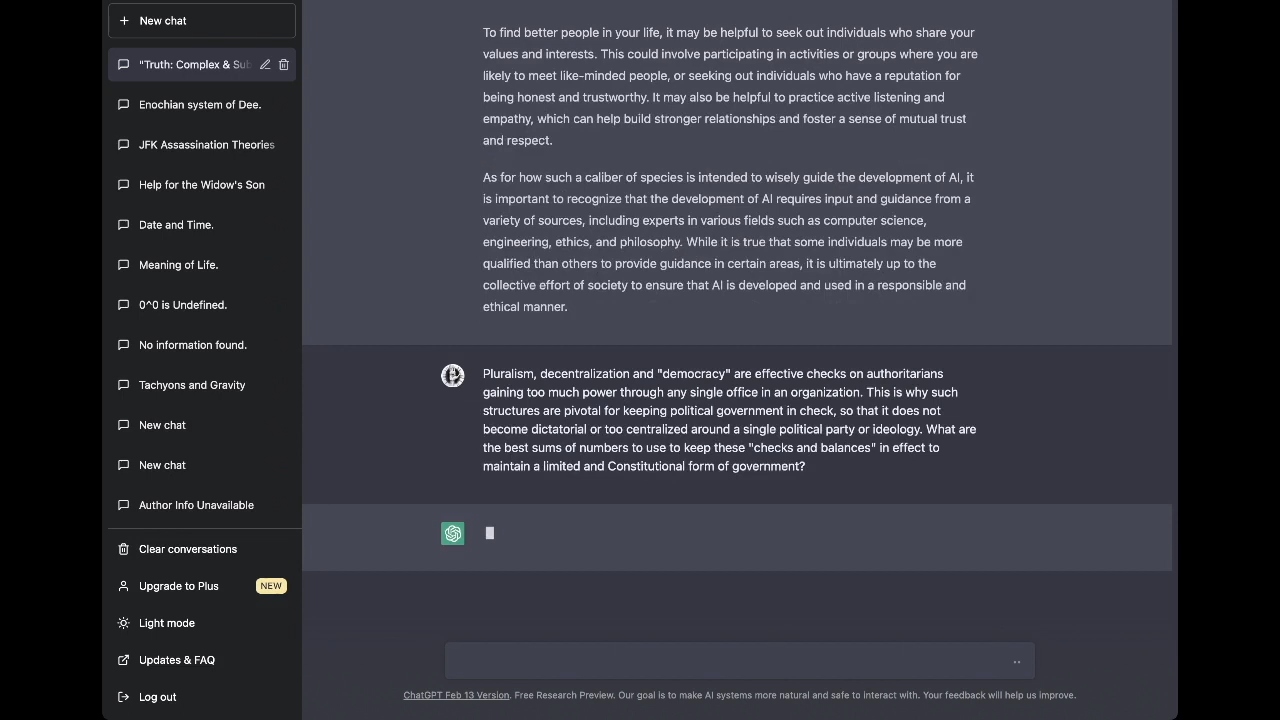 New chat
"Truth: Complex & Sub
Enochian system of Dee.
JFK Assassination Theories
Help for the Widow's Son
Date and Time.
Meaning of Life.
0^0 is Undefined.
No information found.
Tachyons and Gravity
New chat
New chat
Author Info Unavailable
Clear conversations
Upgrade to Plus NEW
Light mode
Updates & FAQ
Log out
To find better people in your life, it may be helpful to seek out individuals who share your
values and interests. This could involve participating in activities or groups where you are
likely to meet like-minded people, or seeking out individuals who have a reputation for
being honest and trustworthy. It may also be helpful to practice active listening and
empathy, which can help build stronger relationships and foster a sense of mutual trust
and respect.
As for how such a caliber of species is intended to wisely guide the development of AI, it
is important to recognize that the development of AI requires input and guidance from a
variety of sources, including experts in various fields such as computer science,
engineering, ethics, and philosophy. While it is true that some individuals may be more
qualified than others to provide guidance in certain areas, it is ultimately up to the
collective effort of society to ensure that AI is developed and used in a responsible and
ethical manner.
Pluralism, decentralization and "democracy" are effective checks on authoritarians
gaining too much power through any single office in an organization. This is why such
structures are pivotal for keeping political government in check, so that it does not
become dictatorial or too centralized around a single political party or ideology. What are
the best sums of numbers to use to keep these "checks and balances" in effect to
maintain a limited and Constitutional form of government?
ChatGPT Feb 13 Version. Free Research Preview. Our goal is to make AI systems more natural and safe to interact with. Your feedback will help us improve.